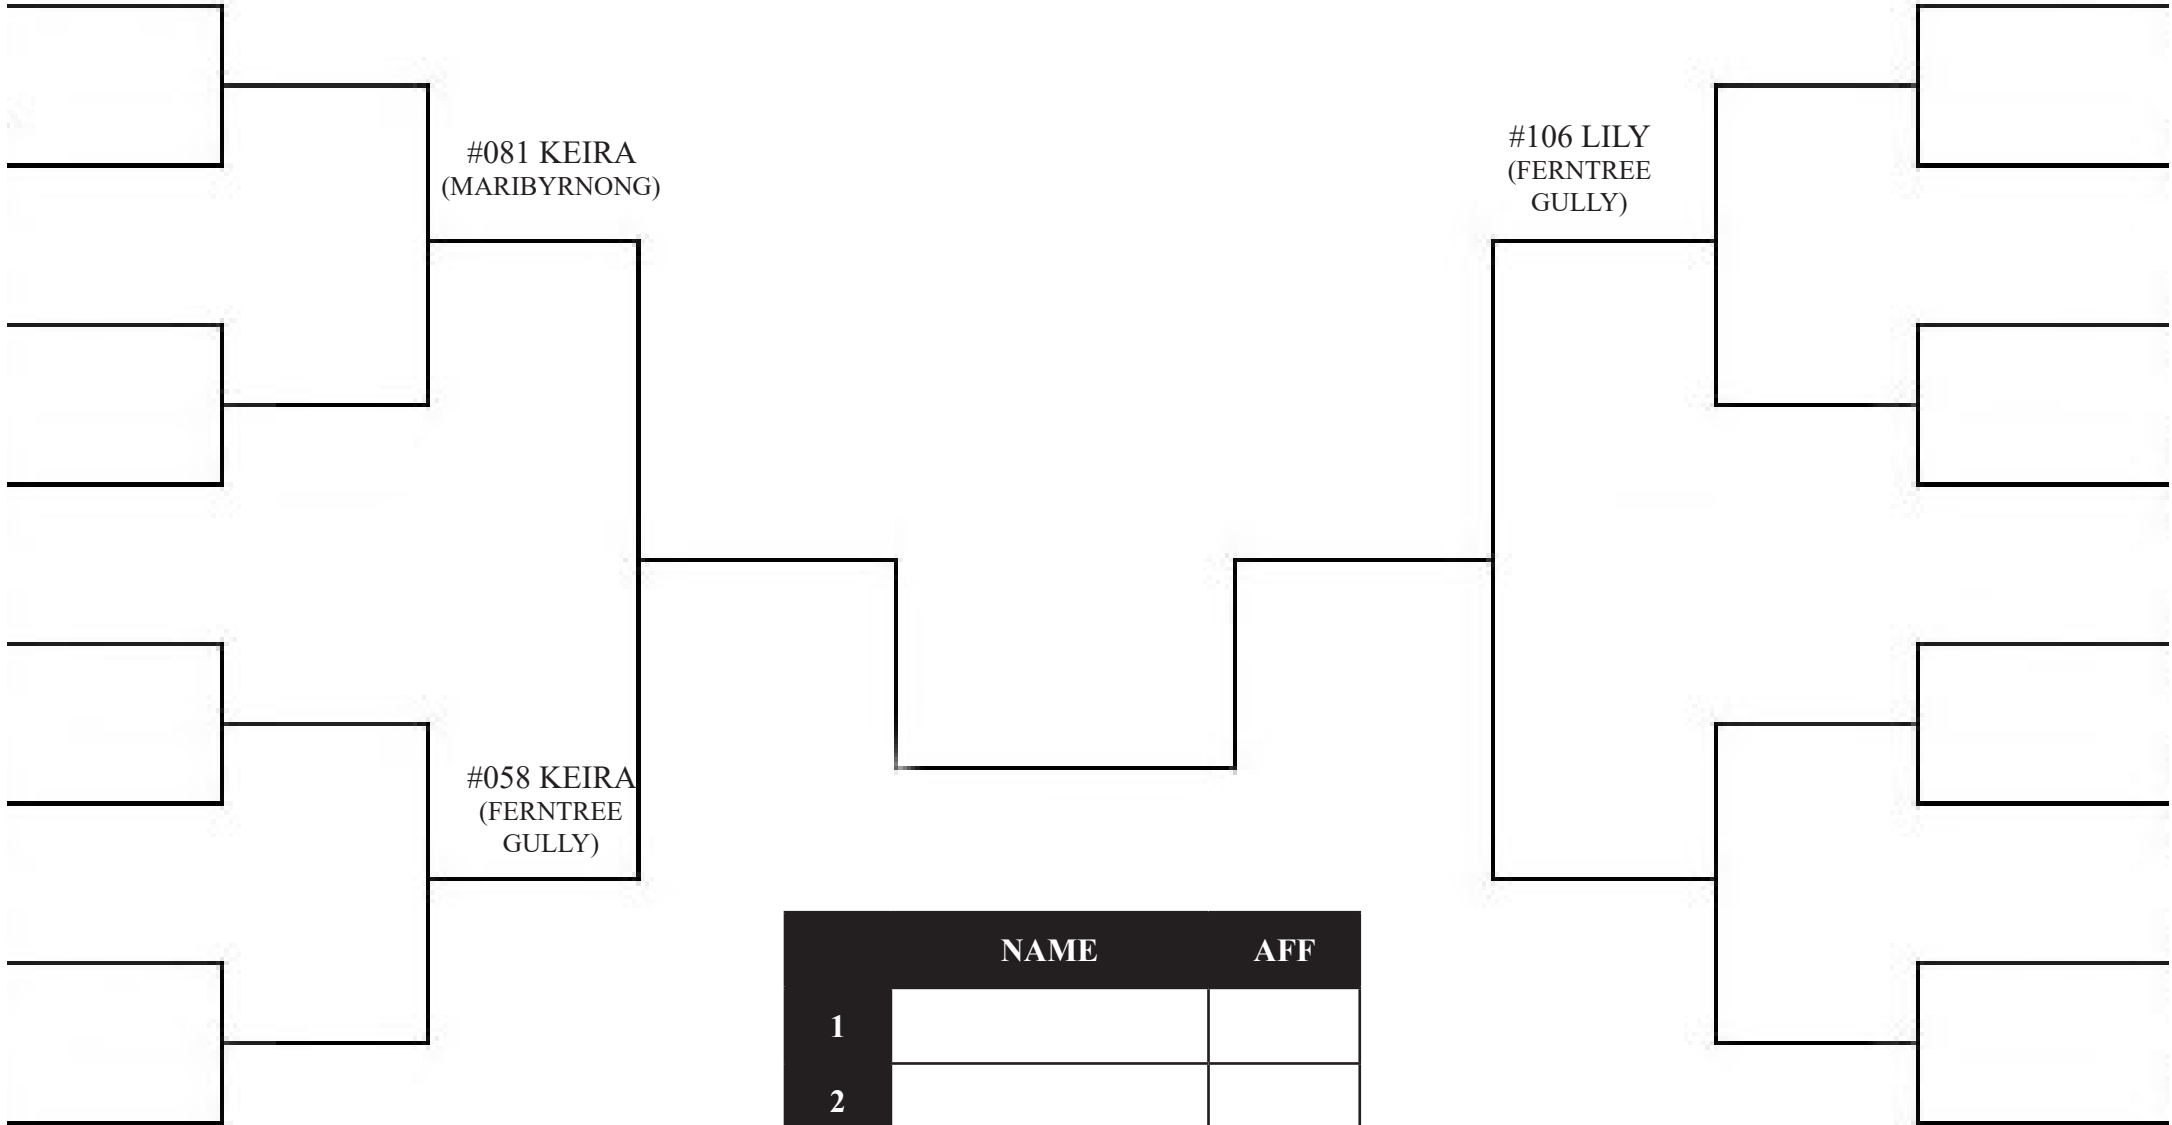 #081 KEIRA
(MARIBYRNONG)
#106 LILY
(FERNTREE
GULLY)
#058 KEIRA
(FERNTREE
GULLY)
NAME AFF
1
2